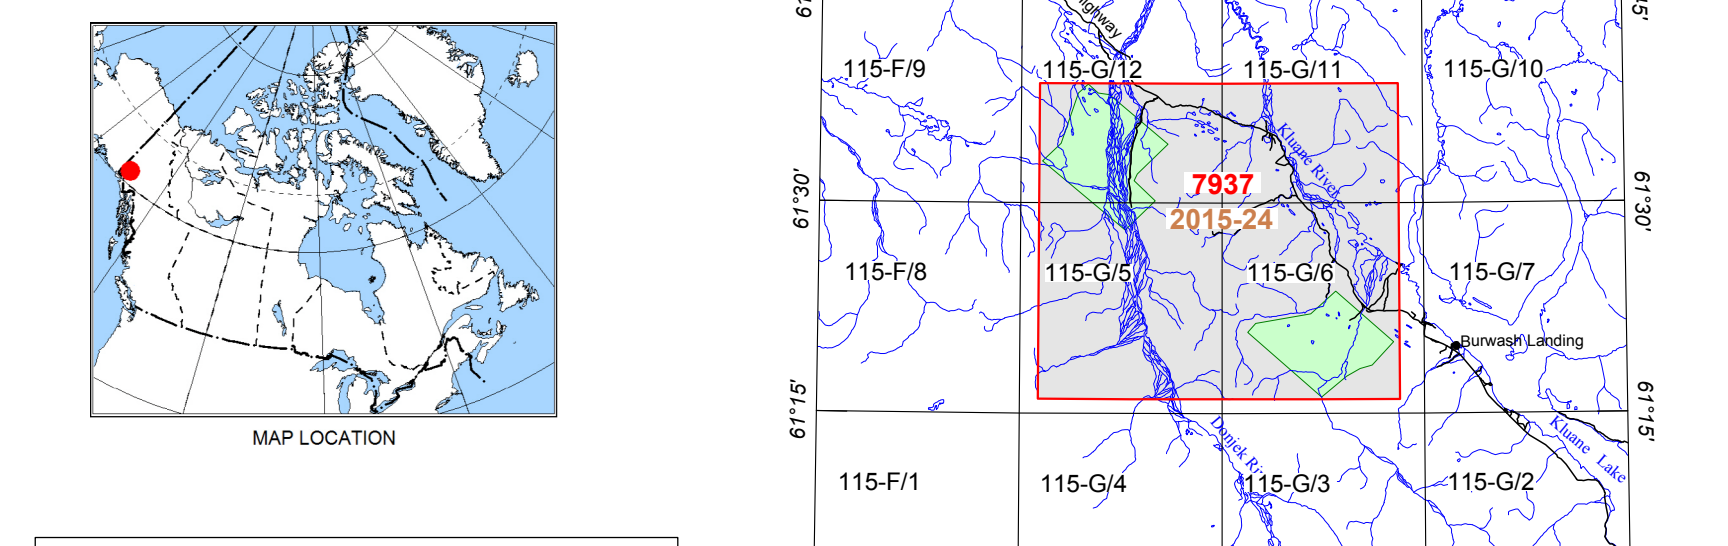 MAP LOCATION
Highway
115-F/9
115-G/12
115-G/11
115-G/10
Kluane River
61°30'
7937
2015-24
61°30'
115-F/8
115-G/5
115-G/6
115-G/7
Burwash Landing
61°15'
61°15'
Donjek Riv
Kluane Lake
115-F/1
115-G/4
115-G/3
115-G/2